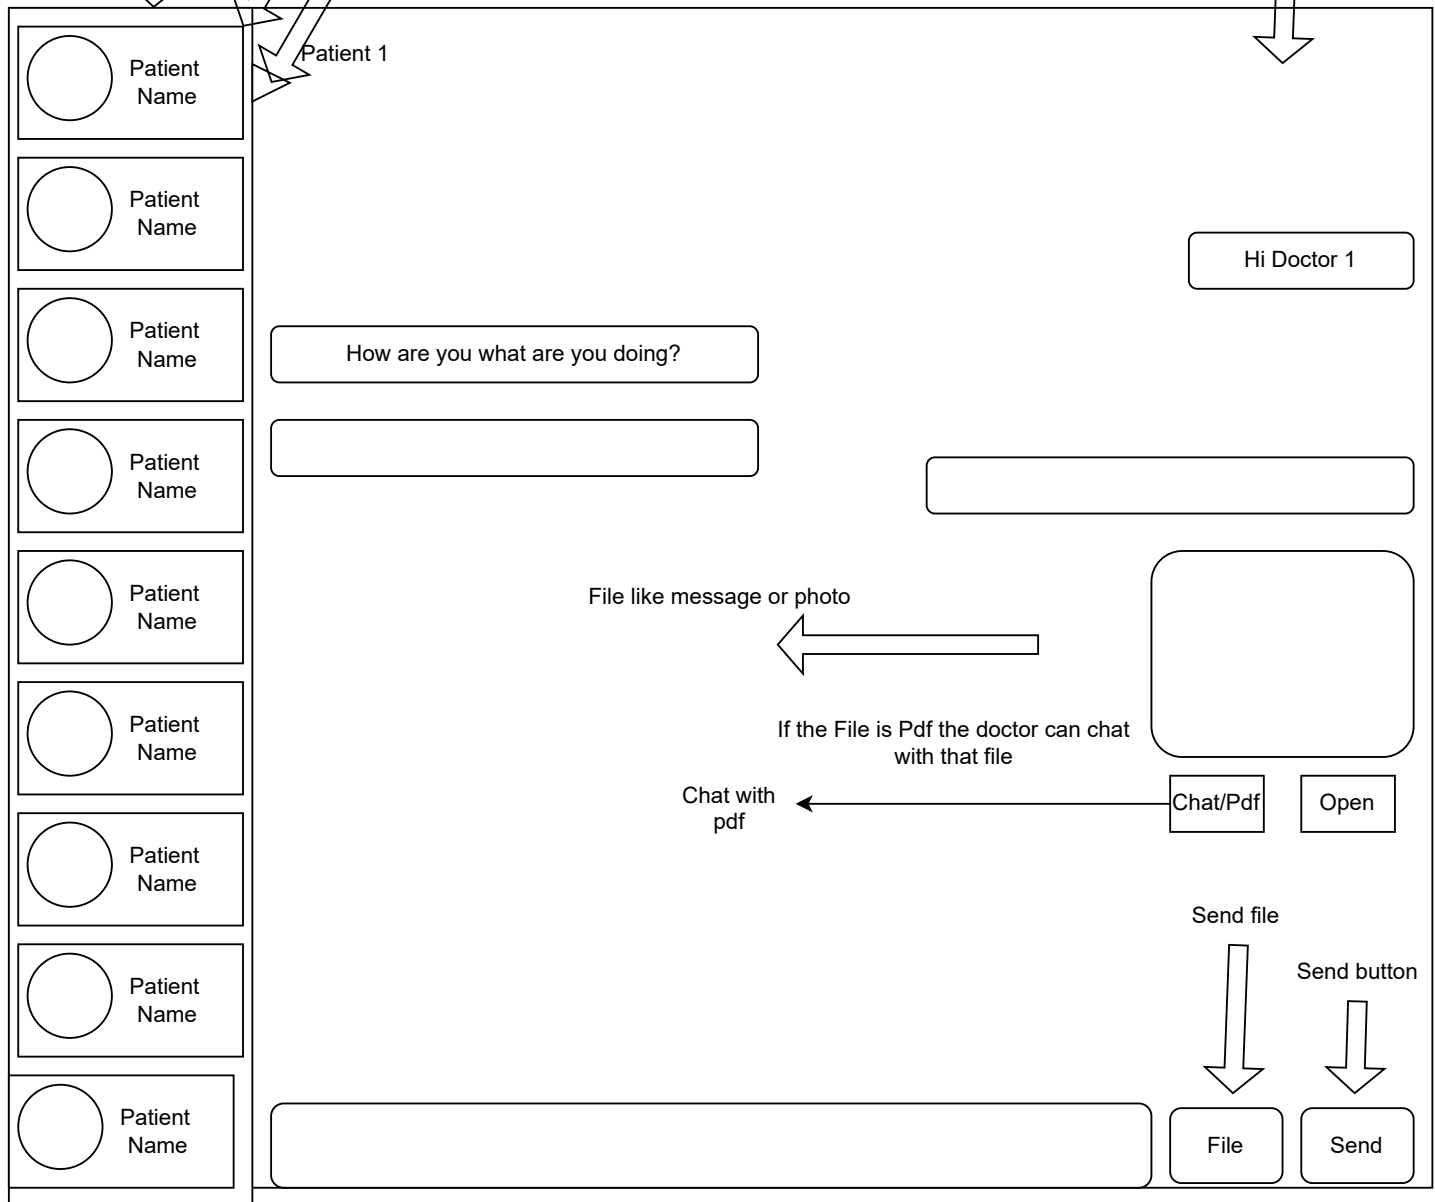 Patient 1
Patient
Name
Patient
Name
Hi Doctor 1
Patient
Name
How are you what are you doing?
Patient
Name
Patient
Name
File like message or photo
Patient
Name
If the File is Pdf the doctor can chat
with that file
Chat with
pdf
Chat/Pdf
Open
Patient
Name
Send file
Patient
Name
Send button
Patient
Name
File
Send